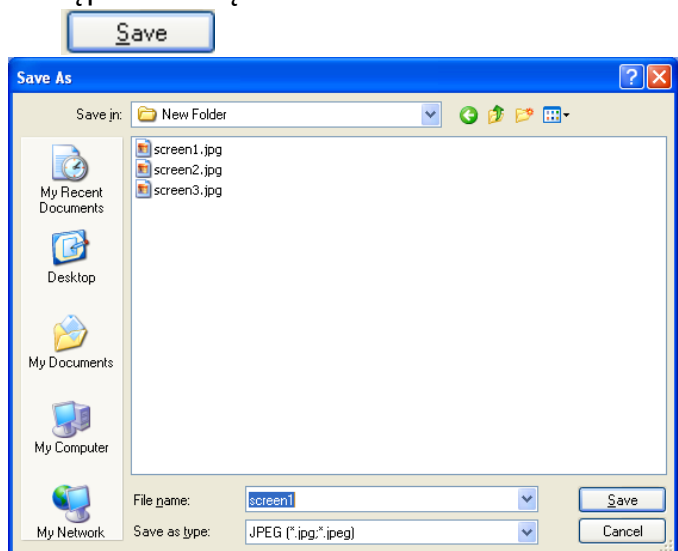 Save
Save As
Save in: New Folder
screen1.jpg
screen2.jpg
screen3.jpg
My Recent
Documents
Desktop
My Documents
My Computer
My Network
File name: screen1 Save
Save as type: JPEG (*.jpg;*.jpeg) Cancel